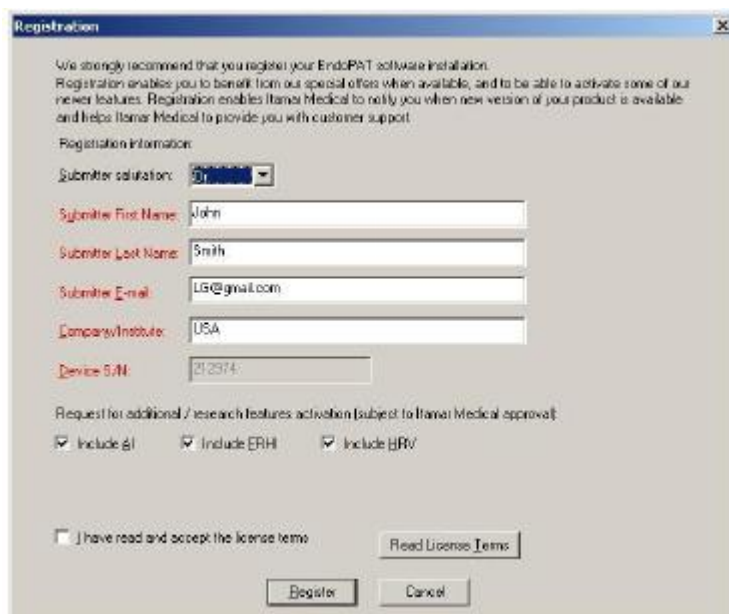 Registration
We strongly recommend that you register your EndoPAT software installation.
Registration enables you to benefit from our special offers when available, and to be able to activate some of our
newer features. Registration enables Itamar Medical to notify you when new version of your product is available
and helps Itamar Medical to provide you with customer support
Registration information:
Submitter salutation: Dr.
Submitter First Name: John
Submitter Last Name: Smith
Submitter E-mail: LG@gmail.com
Company/Institute: USA
Device S/N: 212974
Request for additional / research features activation (subject to Itamar Medical approval):
Include AI Include ERHI Include HRV
I have read and accept the license terms Read License Terms
Register Cancel